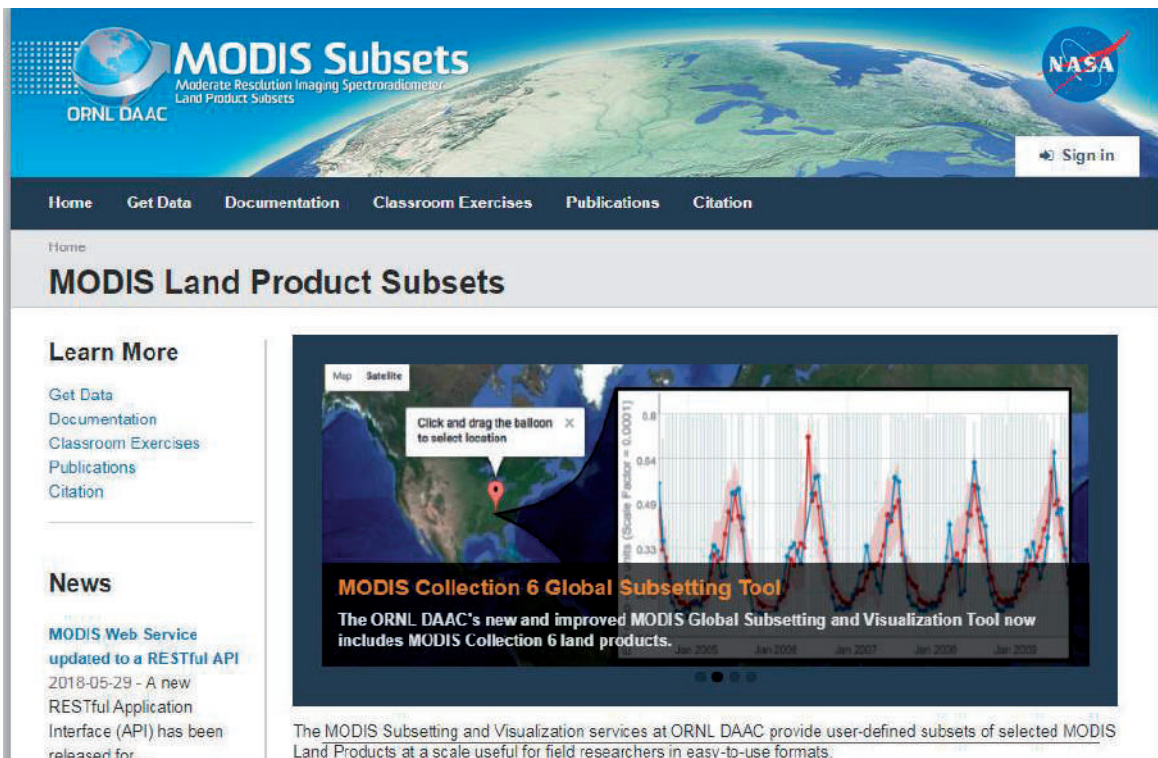 MODIS Subsets
Moderate Resolution Imaging Spectroradiometer
Land Product Subsets
ORNL DAAC
NASA
Sign in
Home Get Data Documentation Classroom Exercises Publications Citation
Home
MODIS Land Product Subsets
Learn More
Get Data
Documentation
Classroom Exercises
Publications
Citation
News
MODIS Web Service
updated to a RESTful API
2018-05-29 - A new
RESTful Application
Interface (API) has been
released for
Map Satellite
Click and drag the balloon ×
to select location
0.8
0.64
0.49
0.33
units (Scale Factor = 0.0001)
MODIS Collection 6 Global Subsetting Tool
The ORNL DAAC's new and improved MODIS Global Subsetting and Visualization Tool now
includes MODIS Collection 6 land products.
Jan 2005 Jan 2006 Jan 2007 Jan 2008 Jan 2009
The MODIS Subsetting and Visualization services at ORNL DAAC provide user-defined subsets of selected MODIS
Land Products at a scale useful for field researchers in easy-to-use formats.